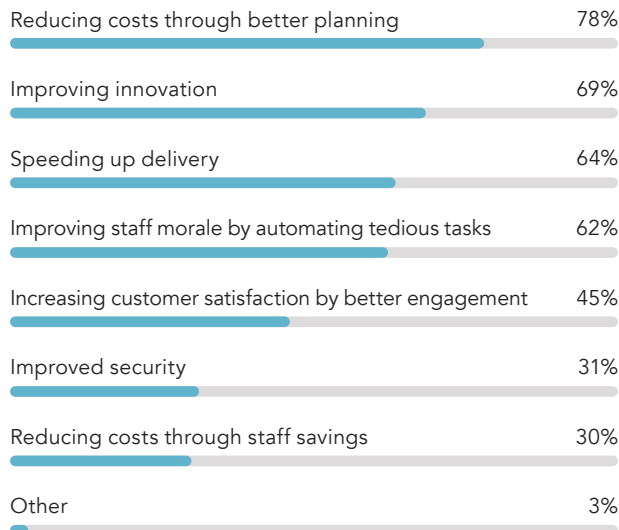 Reducing costs through better planning 78%
Improving innovation 69%
Speeding up delivery 64%
Improving staff morale by automating tedious tasks 62%
Increasing customer satisfaction by better engagement 45%
Improved security 31%
Reducing costs through staff savings 30%
Other 3%